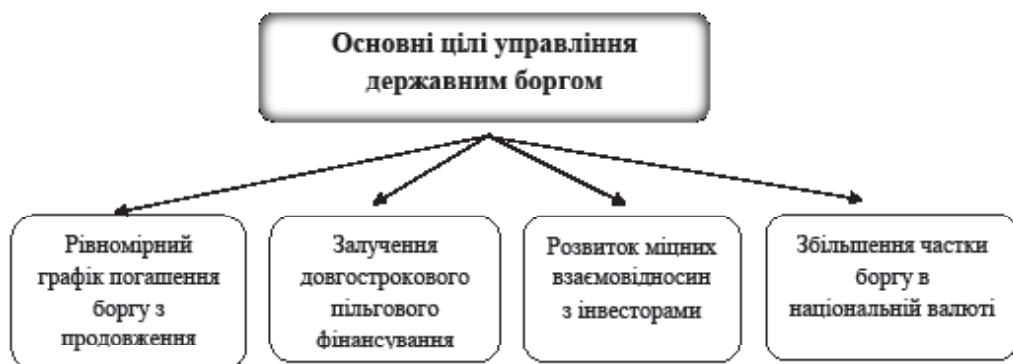 Основні цілі управління
державним боргом
Рівномірний
графік погашення
боргу з
продовження
Залучення
довгострокового
пільгового
фінансування
Розвиток міцних
взаємовідносин
з інвесторами
Збільшення частки
боргу в
національній валюті